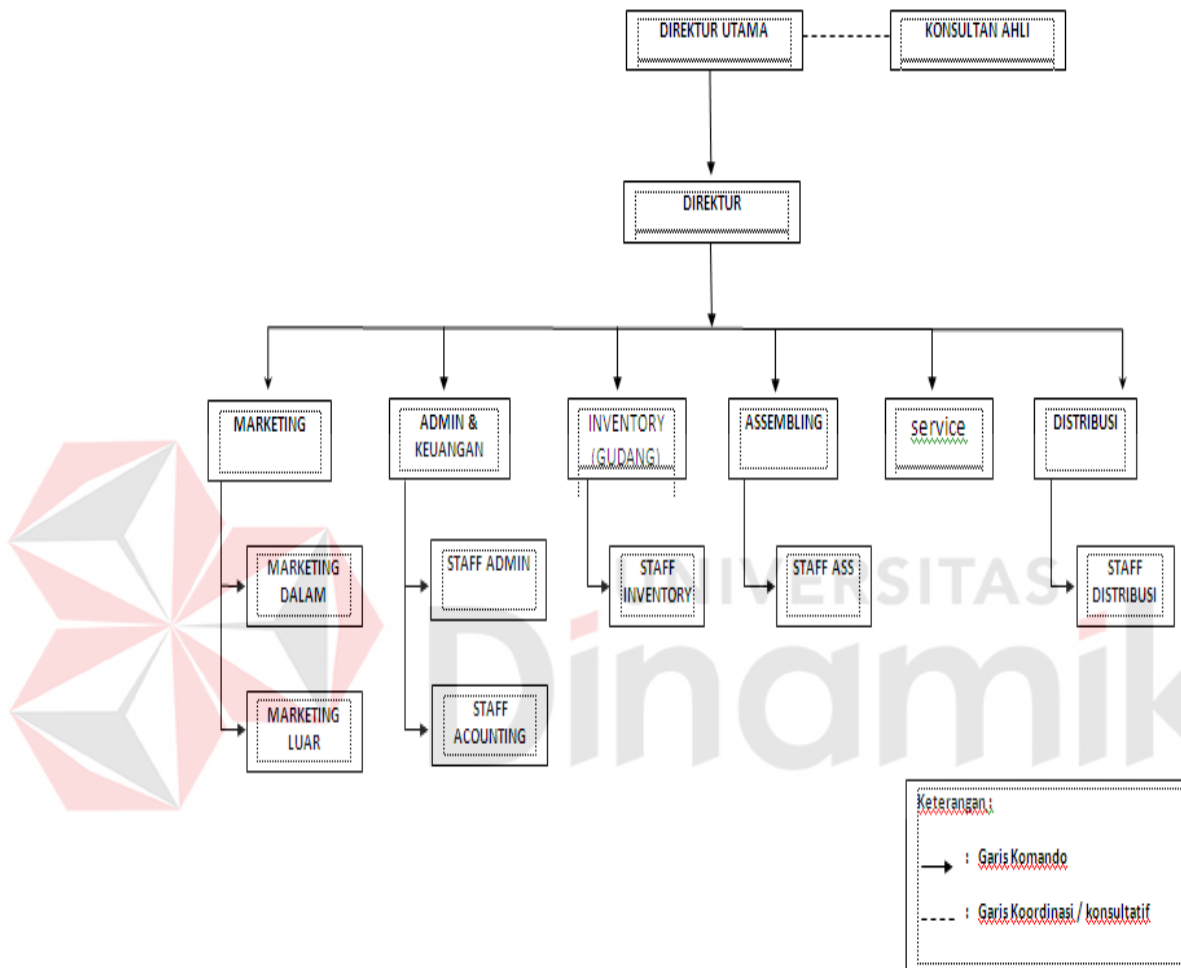 DIREKTUR UTAMA
KONSULTAN AHLI
DIREKTUR
MARKETING
ADMIN &
KEUANGAN
INVENTORY
(GUDANG)
ASSEMBLING
service
DISTRIBUSI
MARKETING
DALAM
STAFF ADMIN
STAFF
INVENTORY
STAFF ASS
STAFF
DISTRIBUSI
UNIVERSITAS
Dinamik
MARKETING
LUAR
STAFF
ACOUNTING
Keterangan :
: Garis Komando
: Garis Koordinasi / konsultatif